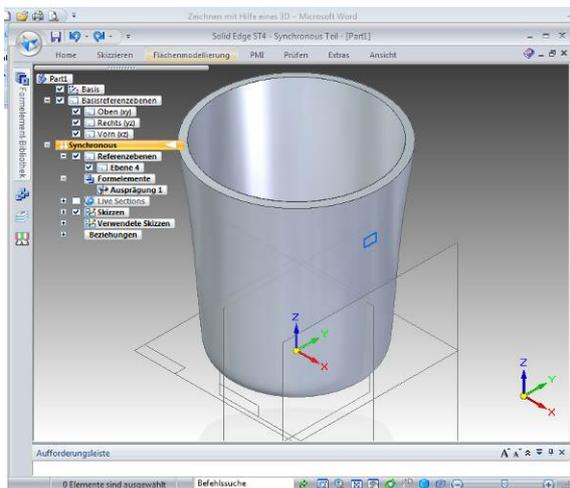 Zeichnen mit Hilfe eines 3D - Microsoft Word
Solid Edge ST4 - Synchronous Teil - [Part1]
Home Skizzieren Flächenmodellierung PMI Prüfen Extras Ansicht
Formelement-Bibliothek
Part1
Basis
Basisreferenzebenen
Oben (xy)
Rechts (yz)
Vorn (xz)
Synchronous
Referenzebenen
Ebene 4
Formelemente
Ausprägung 1
Live Sections
Skizzen
Verwendete Skizzen
Beziehungen
Z
Y
X
Z
Y
X
Aufforderungsleiste
0 Elemente sind ausgewählt Befehlssuche